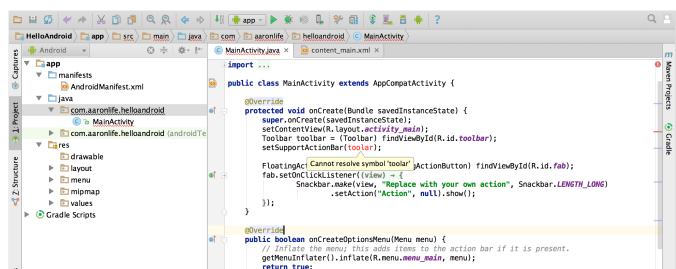 app
HelloAndroid app src main java com aaronlife helloandroid MainActivity
Android
MainActivity.java × content_main.xml ×
Captures
1: Project
Z: Structure
app
manifests
AndroidManifest.xml
java
com.aaronlife.helloandroid
MainActivity
com.aaronlife.helloandroid (androidTe
res
drawable
layout
menu
mipmap
values
Gradle Scripts
import ...
public class MainActivity extends AppCompatActivity {
@Override
protected void onCreate(Bundle savedInstanceState) {
super.onCreate(savedInstanceState);
setContentView(R.layout.activity_main);
Toolbar toolbar = (Toolbar) findViewById(R.id.toolbar);
setSupportActionBar(toolar);
Cannot resolve symbol 'toolar'
FloatingAct gActionButton) findViewById(R.id.fab);
fab.setOnClickListener((view) → {
Snackbar.make(view, "Replace with your own action", Snackbar.LENGTH_LONG)
.setAction("Action", null).show();
});
}
@Override
public boolean onCreateOptionsMenu(Menu menu) {
// Inflate the menu; this adds items to the action bar if it is present.
getMenuInflater().inflate(R.menu.menu_main, menu);
return true;
Maven Projects
Gradle